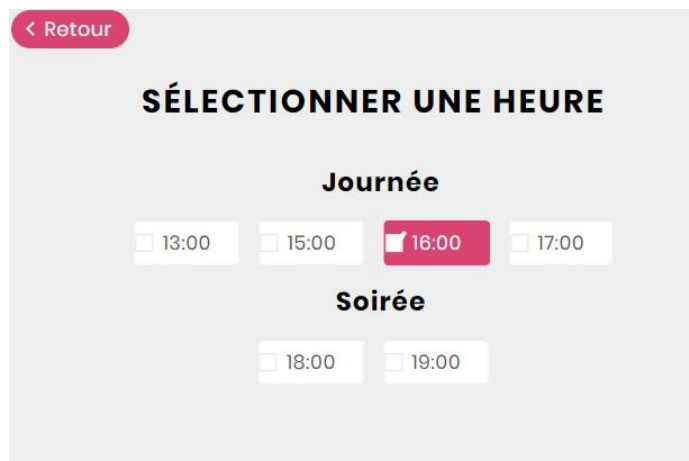 < Retour
SÉLECTIONNER UNE HEURE
Journée
13:00 15:00 16:00 17:00
Soirée
18:00 19:00